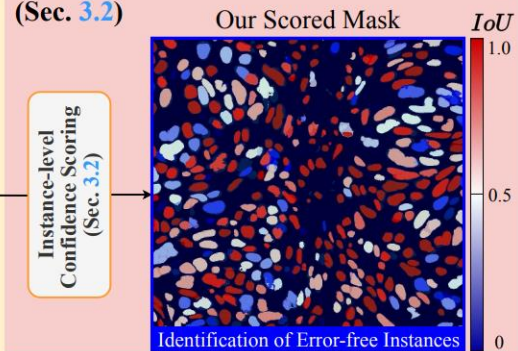 (Sec. 3.2)
Our Scored Mask
IoU
1.0
Instance-level
Confidence Scoring
(Sec. 3.2)
0.5
0
Identification of Error-free Instances